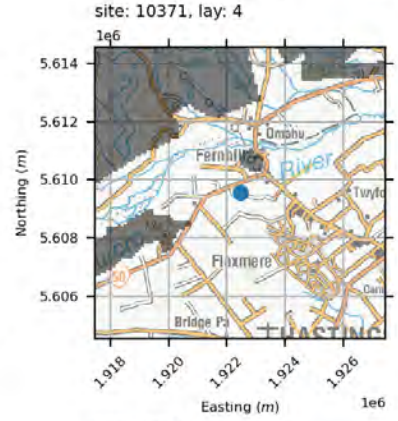 site: 10371, lay: 4
1e6
5.614
5.612
5.610
5.608
5.606
Northing (m)
Omahu
Fernhill
River
Twyfo
Flaxmere
50
Bridge Pa
HASTING
1.918
1.920
1.922
1.924
1.926
1e6
Easting (m)